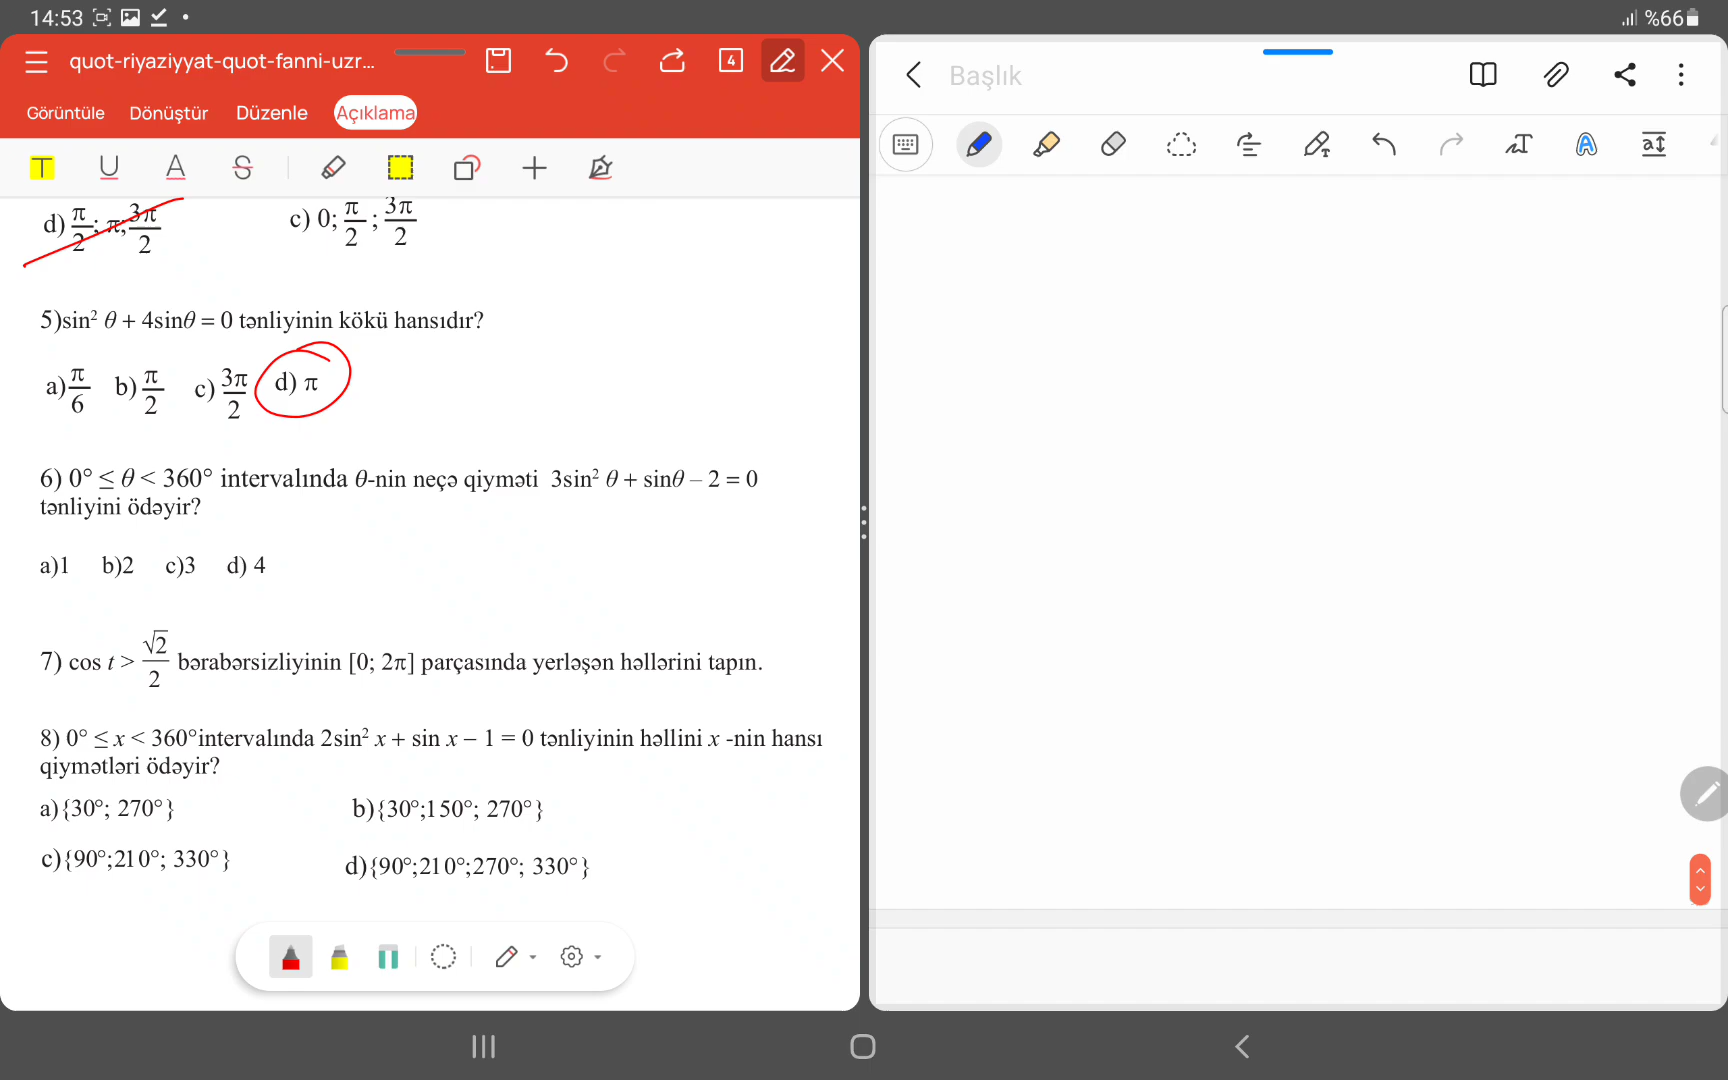 14:53
%66
quot-riyaziyyat-quot-fanni-uzr...
4
Görüntüle Dönüştür Düzenle Açıklama
T U A S
Başlık
d) π/2; π; 3π/2 c) 0; π/2; 3π/2
5)sin² θ + 4sinθ = 0 tənliyinin kökü hansıdır?
a) π/6 b) π/2 c) 3π/2 d) π
6) 0° ≤ θ < 360° intervalında θ-nin neçə qiyməti 3sin² θ + sinθ – 2 = 0
tənliyini ödəyir?
a)1 b)2 c)3 d) 4
7) cos t > √2/2 bərabərsizliyinin [0; 2π] parçasında yerləşən həllərini tapın.
8) 0° ≤ x < 360°intervalında 2sin² x + sin x − 1 = 0 tənliyinin həllini x -nin hansı
qiymətləri ödəyir?
a){30°; 270°} b){30°;150°; 270°}
c){90°;210°; 330°} d){90°;210°;270°; 330°}